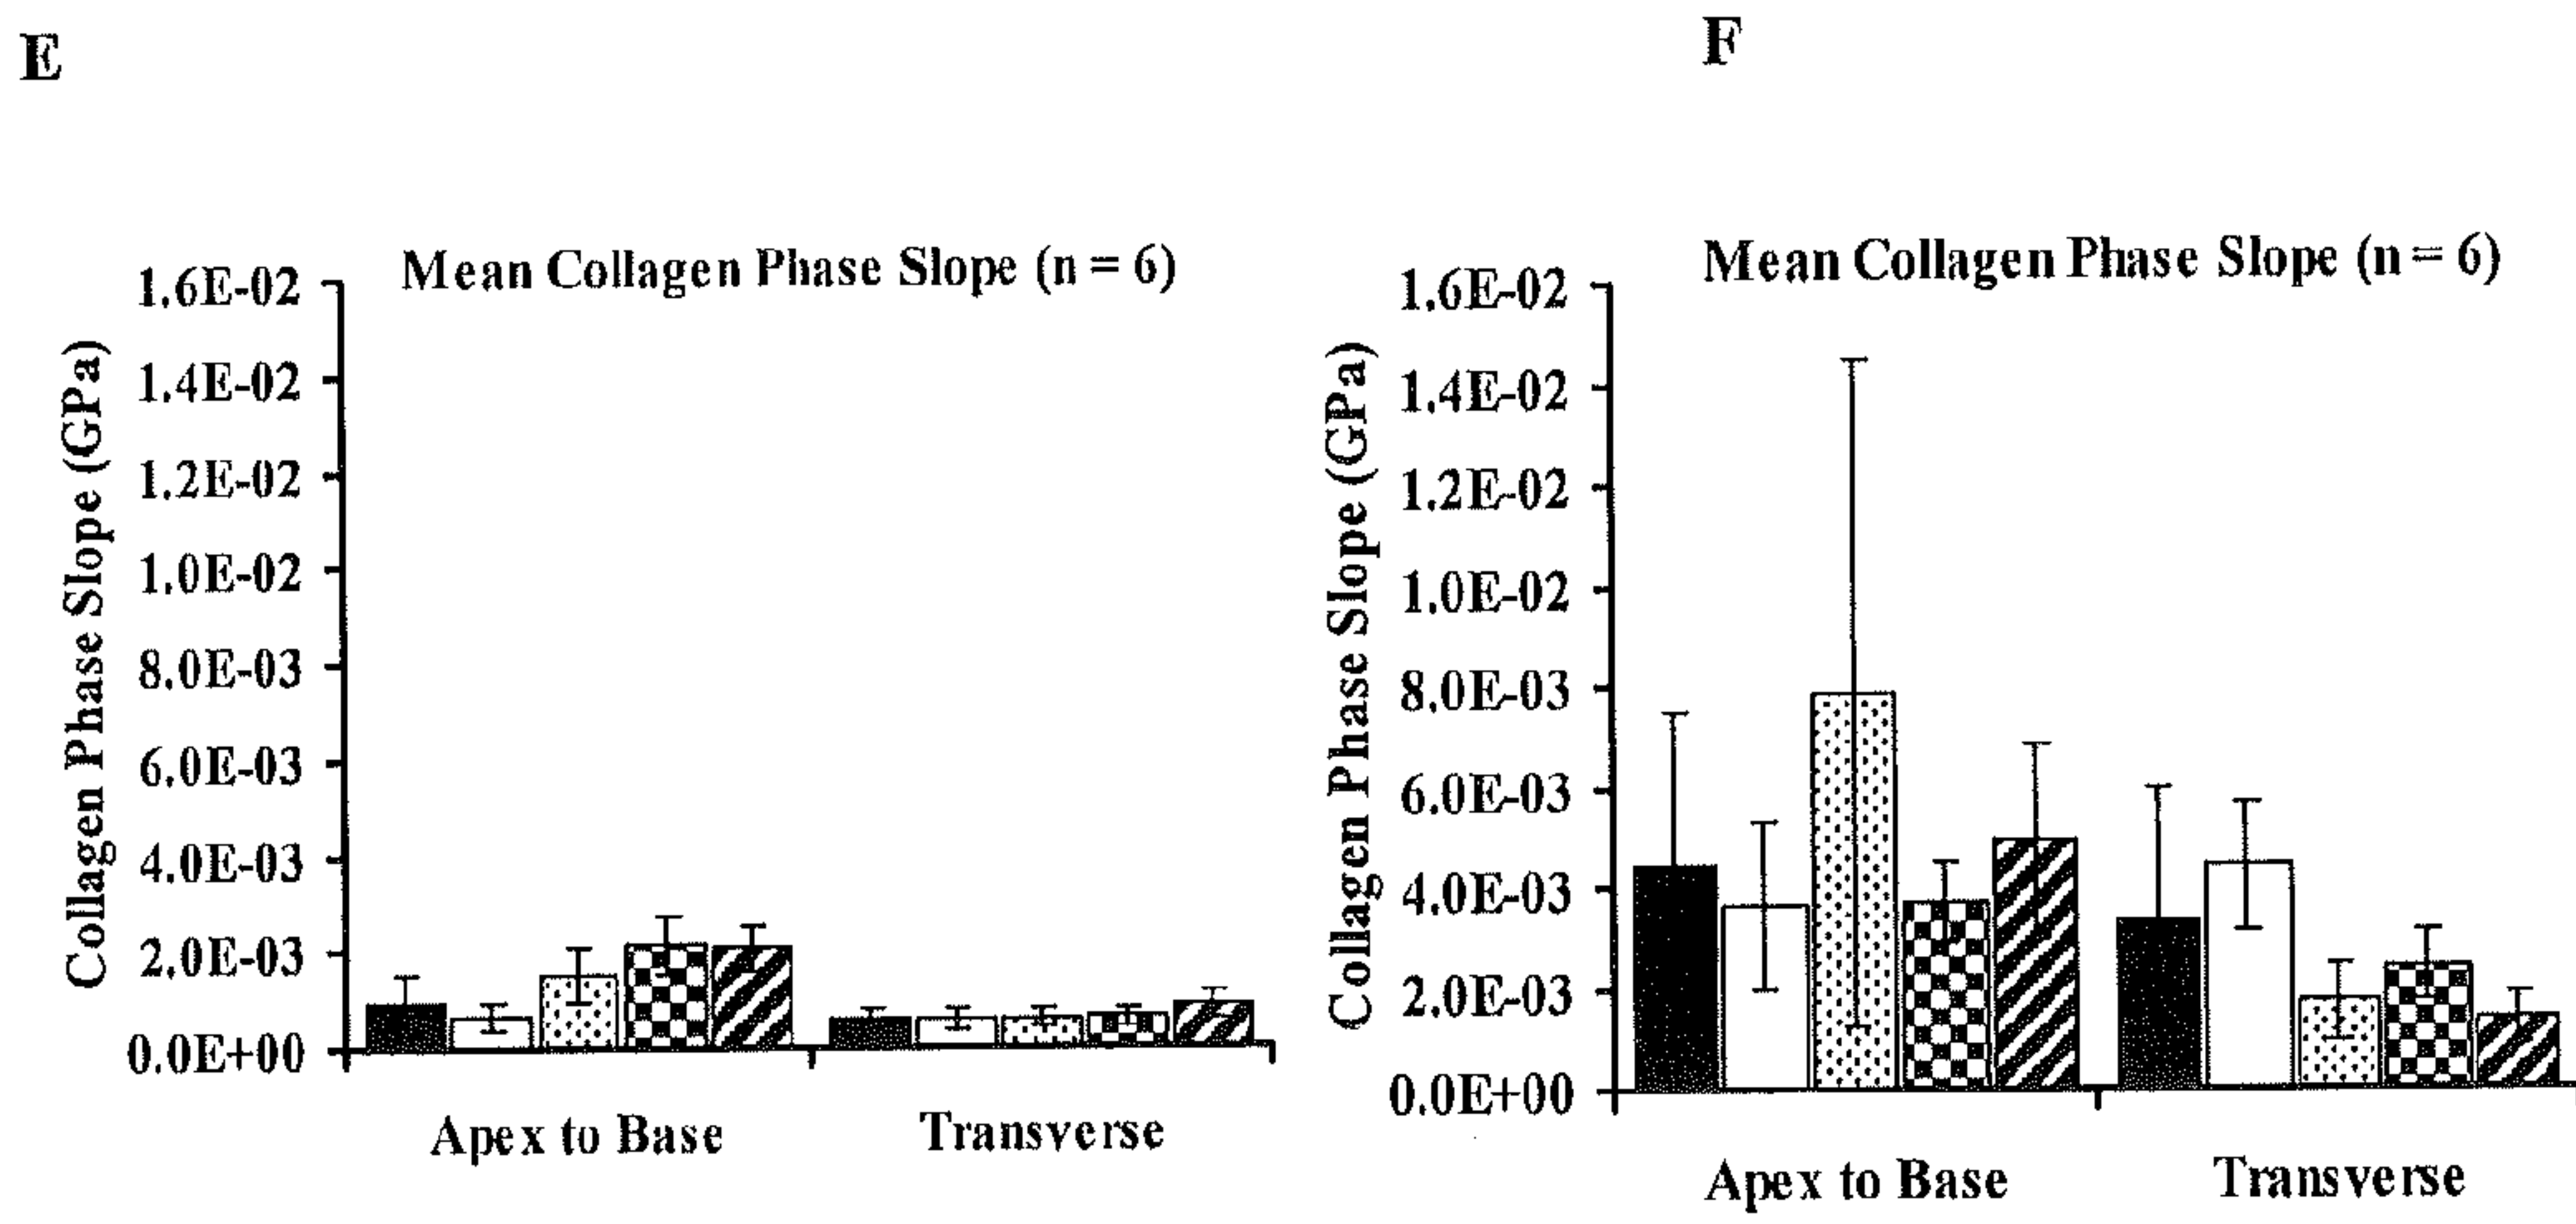 E
Mean Collagen Phase Slope (n = 6)
Collagen Phase Slope (GPa)
1.6E-02
1.4E-02
1.2E-02
1.0E-02
8.0E-03
6.0E-03
4.0E-03
2.0E-03
0.0E+00
Apex to Base
Transverse
F
Mean Collagen Phase Slope (n = 6)
Collagen Phase Slope (GPa)
1.6E-02
1.4E-02
1.2E-02
1.0E-02
8.0E-03
6.0E-03
4.0E-03
2.0E-03
0.0E+00
Apex to Base
Transverse